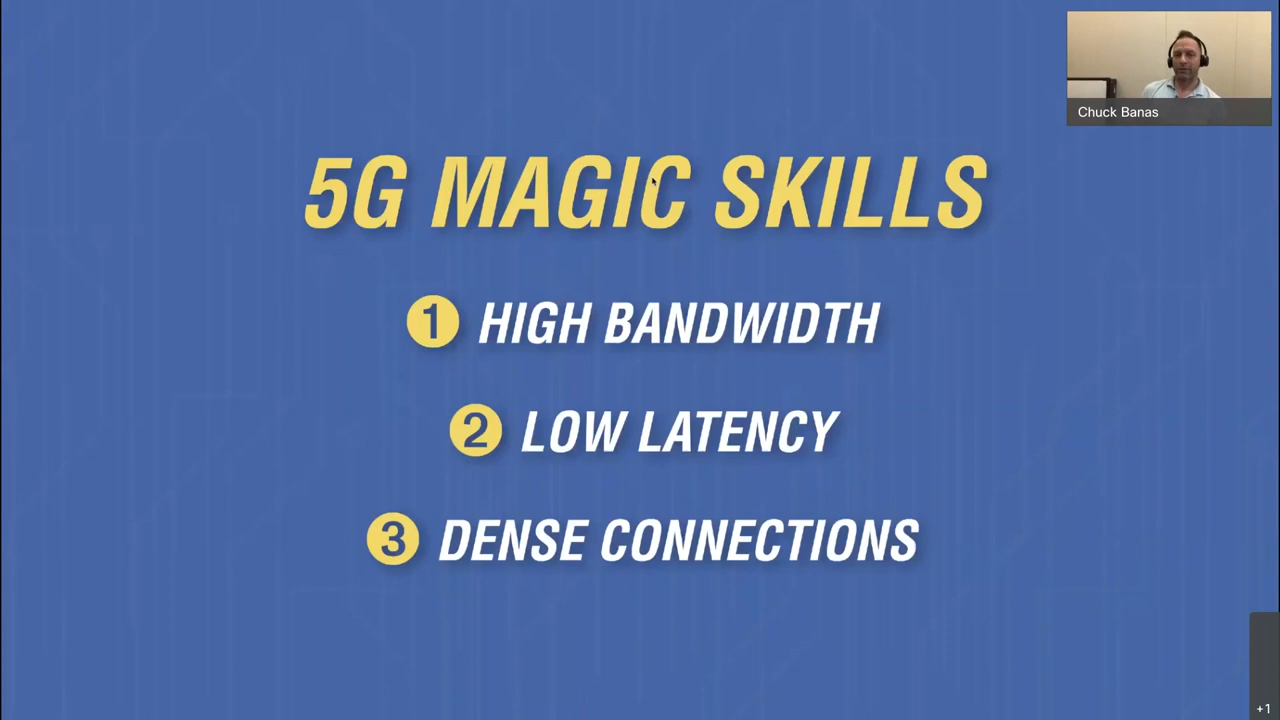 Chuck Banas
5G MAGIC SKILLS
1 HIGH BANDWIDTH
2 LOW LATENCY
3 DENSE CONNECTIONS
+1